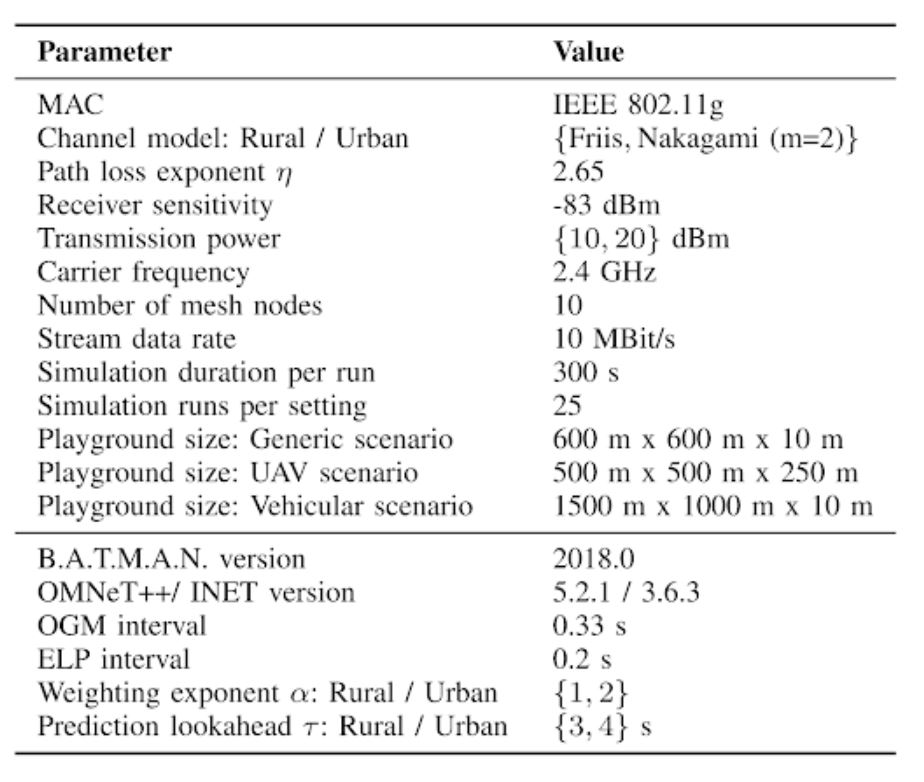 Parameter Value
MAC IEEE 802.11g
Channel model: Rural / Urban {Friis, Nakagami (m=2)}
Path loss exponent η 2.65
Receiver sensitivity -83 dBm
Transmission power {10, 20} dBm
Carrier frequency 2.4 GHz
Number of mesh nodes 10
Stream data rate 10 MBit/s
Simulation duration per run 300 s
Simulation runs per setting 25
Playground size: Generic scenario 600 m x 600 m x 10 m
Playground size: UAV scenario 500 m x 500 m x 250 m
Playground size: Vehicular scenario 1500 m x 1000 m x 10 m
B.A.T.M.A.N. version 2018.0
OMNeT++/ INET version 5.2.1 / 3.6.3
OGM interval 0.33 s
ELP interval 0.2 s
Weighting exponent α: Rural / Urban {1, 2}
Prediction lookahead τ: Rural / Urban {3, 4} s